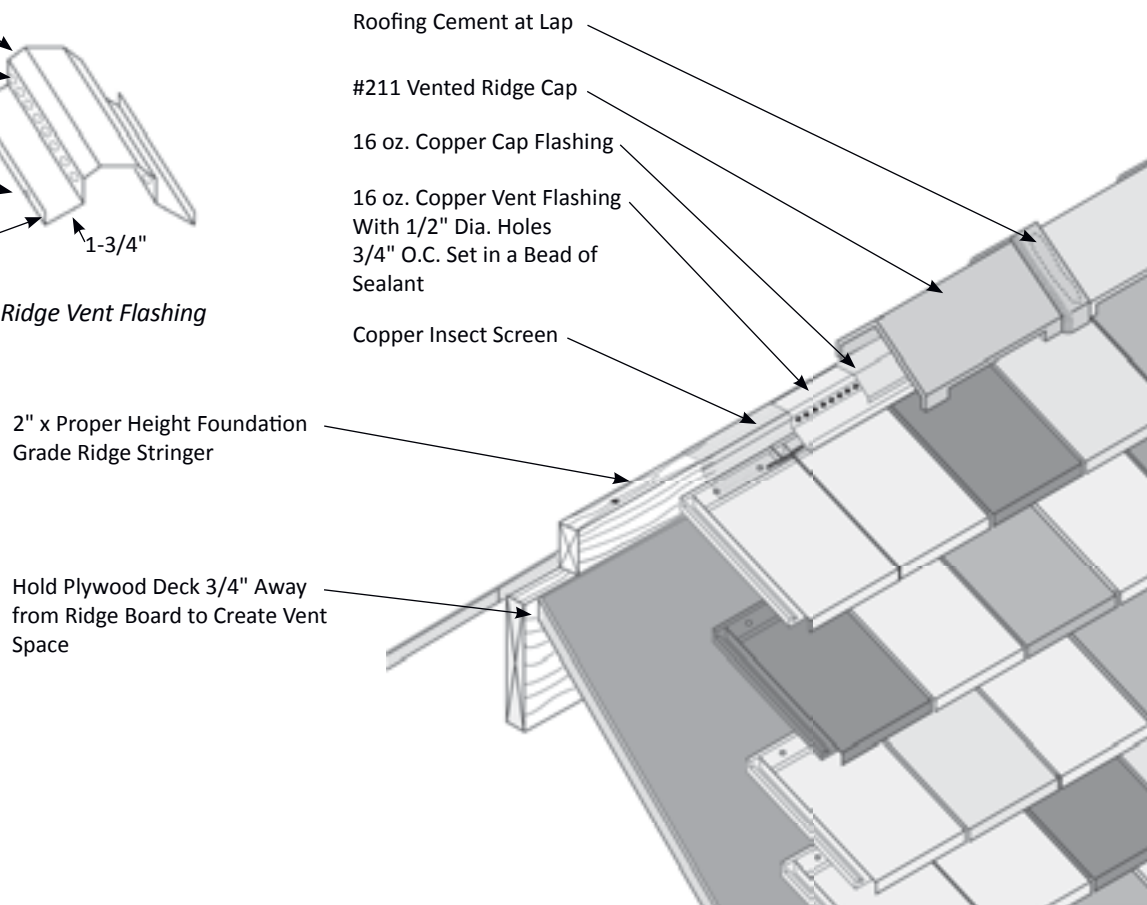 Roofing Cement at Lap
#211 Vented Ridge Cap
16 oz. Copper Cap Flashing
16 oz. Copper Vent Flashing
With 1/2" Dia. Holes
3/4" O.C. Set in a Bead of
Sealant
1-3/4"
Ridge Vent Flashing
Copper Insect Screen
2" x Proper Height Foundation
Grade Ridge Stringer
Hold Plywood Deck 3/4" Away
from Ridge Board to Create Vent
Space